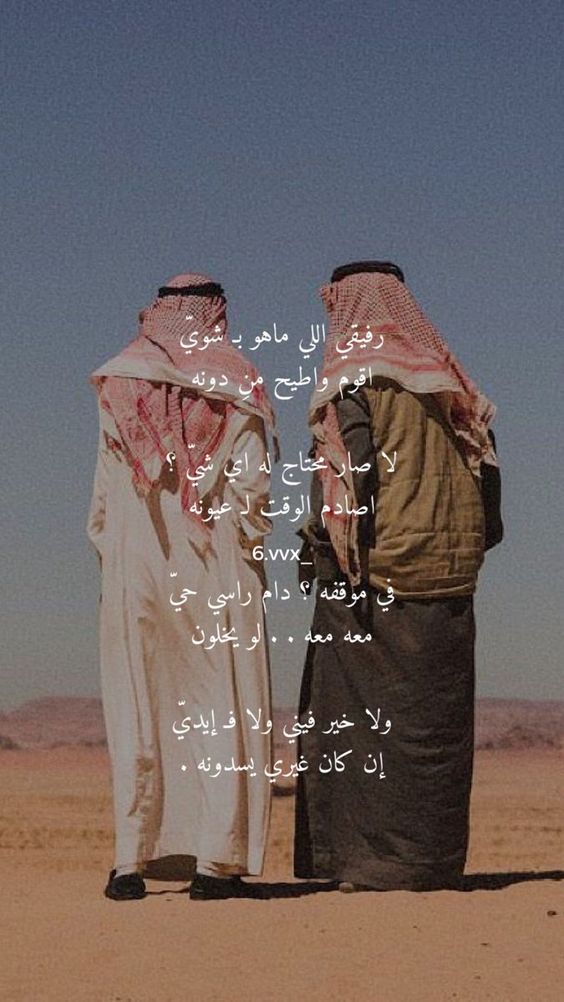 رفيقي اللي ماهو بـ شويّ
اقوم واطيح منِ دونه
لا صار محتاج له اي شيّ ؟
اصادم الوقت لـ عيونه
6.vvx_
في موقفه ؟ دام راسي حيّ
معه معه . . لو يخلون
ولا خير فيني ولا فـ إيديّ
إن كان غيري يسدونه .